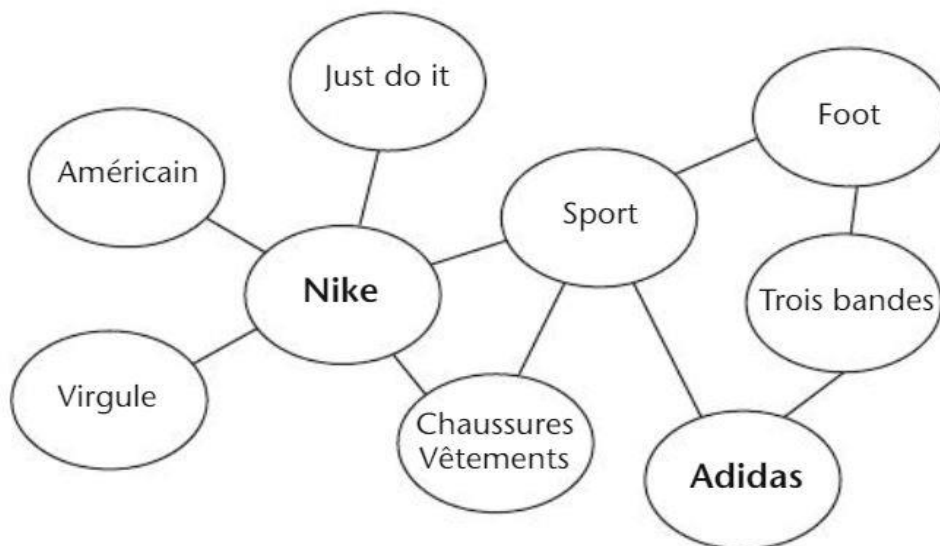 Just do it
Foot
Américain
Sport
Nike
Trois bandes
Virgule
Chaussures
Vêtements
Adidas